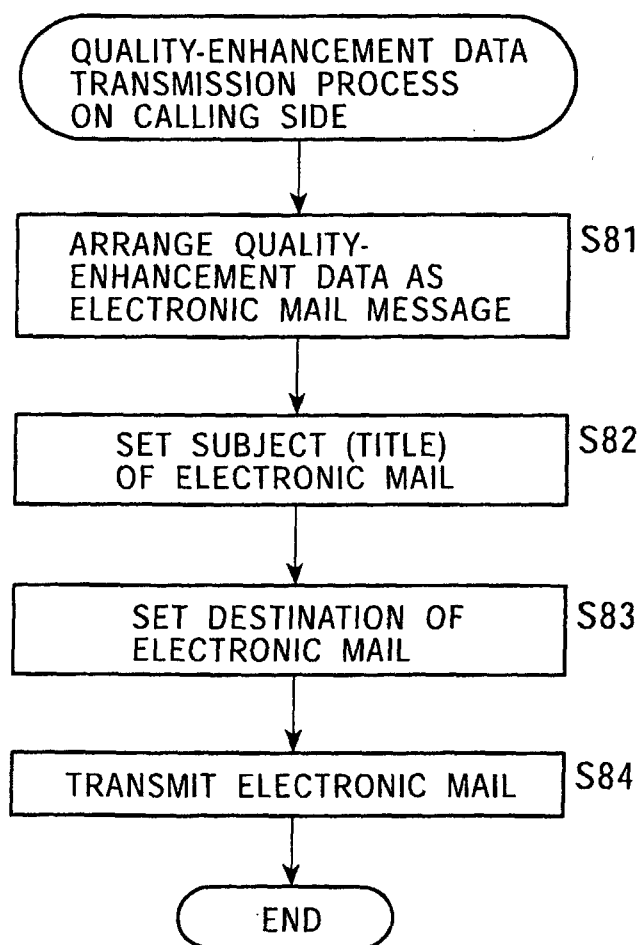 QUALITY-ENHANCEMENT DATA
TRANSMISSION PROCESS
ON CALLING SIDE
ARRANGE QUALITY-
ENHANCEMENT DATA AS
ELECTRONIC MAIL MESSAGE
S81
SET SUBJECT (TITLE)
OF ELECTRONIC MAIL
S82
SET DESTINATION OF
ELECTRONIC MAIL
S83
TRANSMIT ELECTRONIC MAIL
S84
END